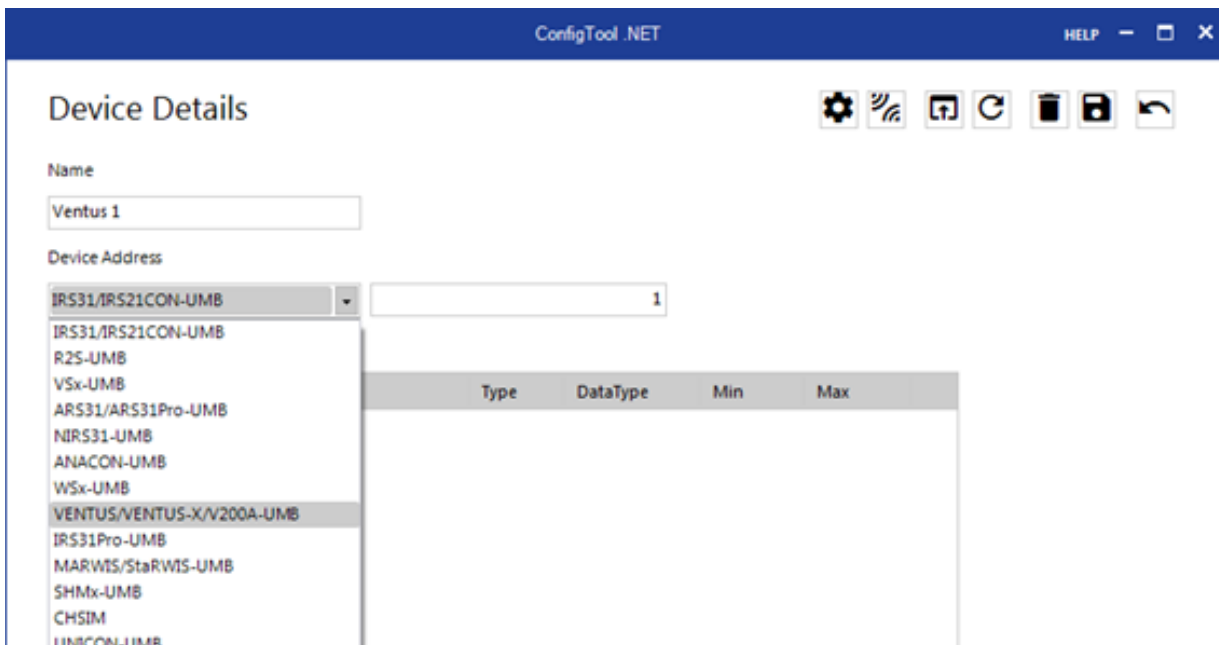 ConfigTool .NET HELP
Device Details
Name
Ventus 1
Device Address
IRS31/IRS21CON-UMB 1
IRS31/IRS21CON-UMB
R2S-UMB
VSx-UMB
Type DataType Min Max
ARS31/ARS31Pro-UMB
NIRS31-UMB
ANACON-UMB
WSx-UMB
VENTUS/VENTUS-X/V200A-UMB
IRS31Pro-UMB
MARWIS/StaRWIS-UMB
SHMx-UMB
CHSIM
UNICON-UMB